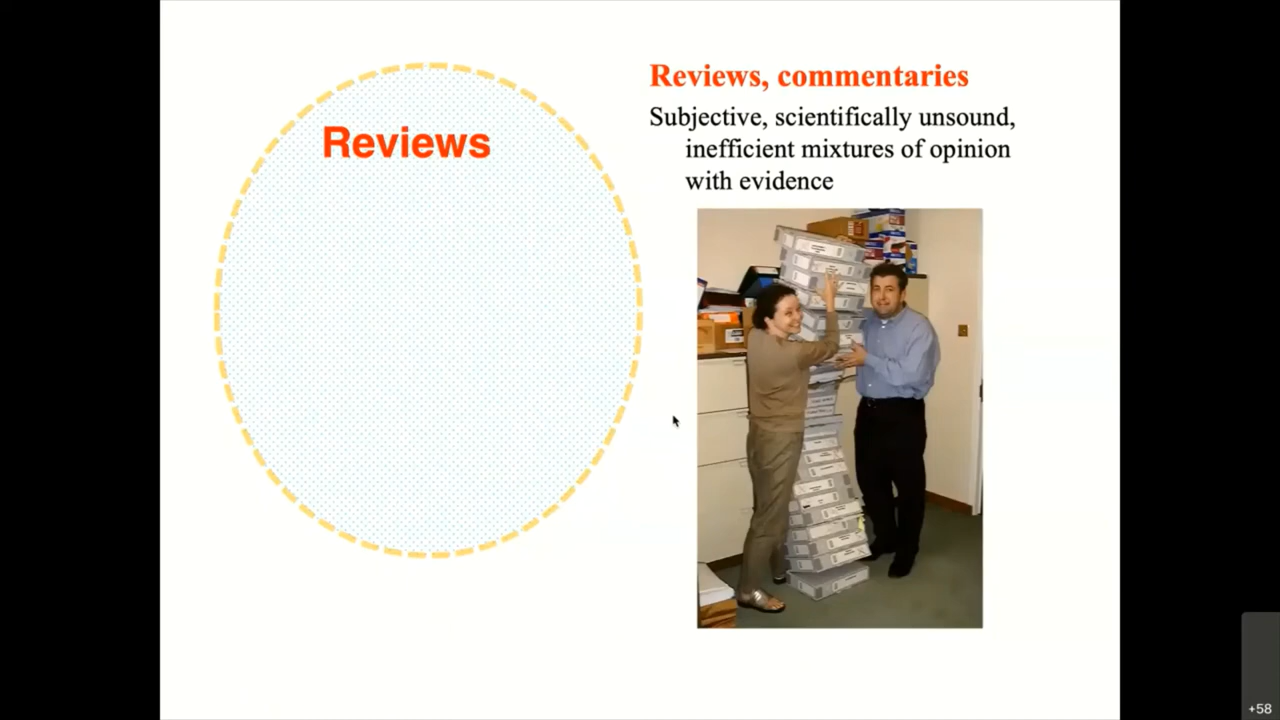 Reviews
Reviews, commentaries
Subjective, scientifically unsound,
inefficient mixtures of opinion
with evidence
+58